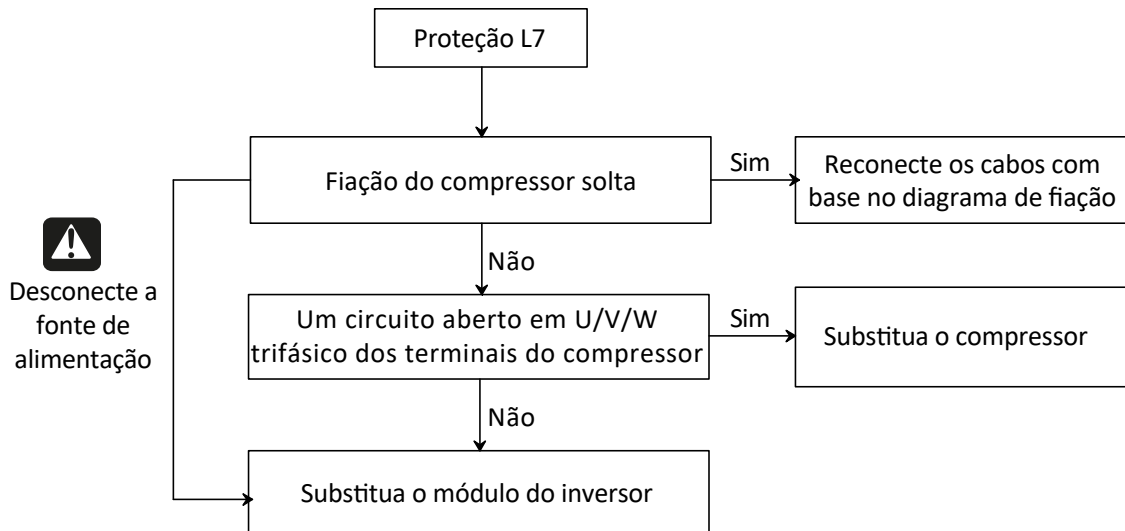 Proteção L7
Fiação do compressor solta
Sim
Reconecte os cabos com
base no diagrama de fiação
Desconecte a
fonte de
alimentação
Não
Um circuito aberto em U/V/W
trifásico dos terminais do compressor
Sim
Substitua o compressor
Não
Substitua o módulo do inversor